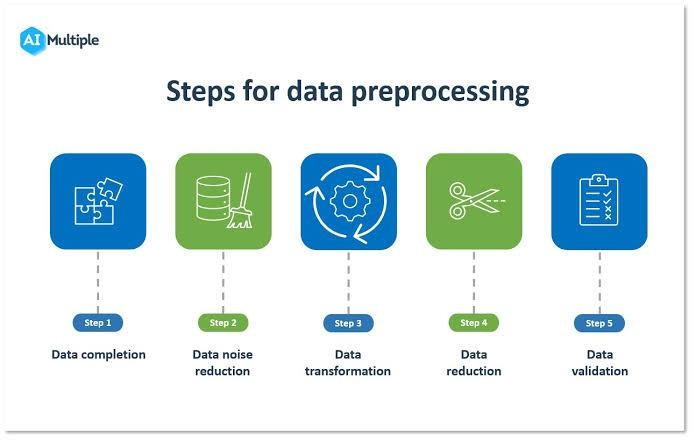 AI Multiple
Steps for data preprocessing
Step 1
Step 2
Step 3
Step 4
Step 5
Data completion
Data noise
reduction
Data
transformation
Data
reduction
Data
validation